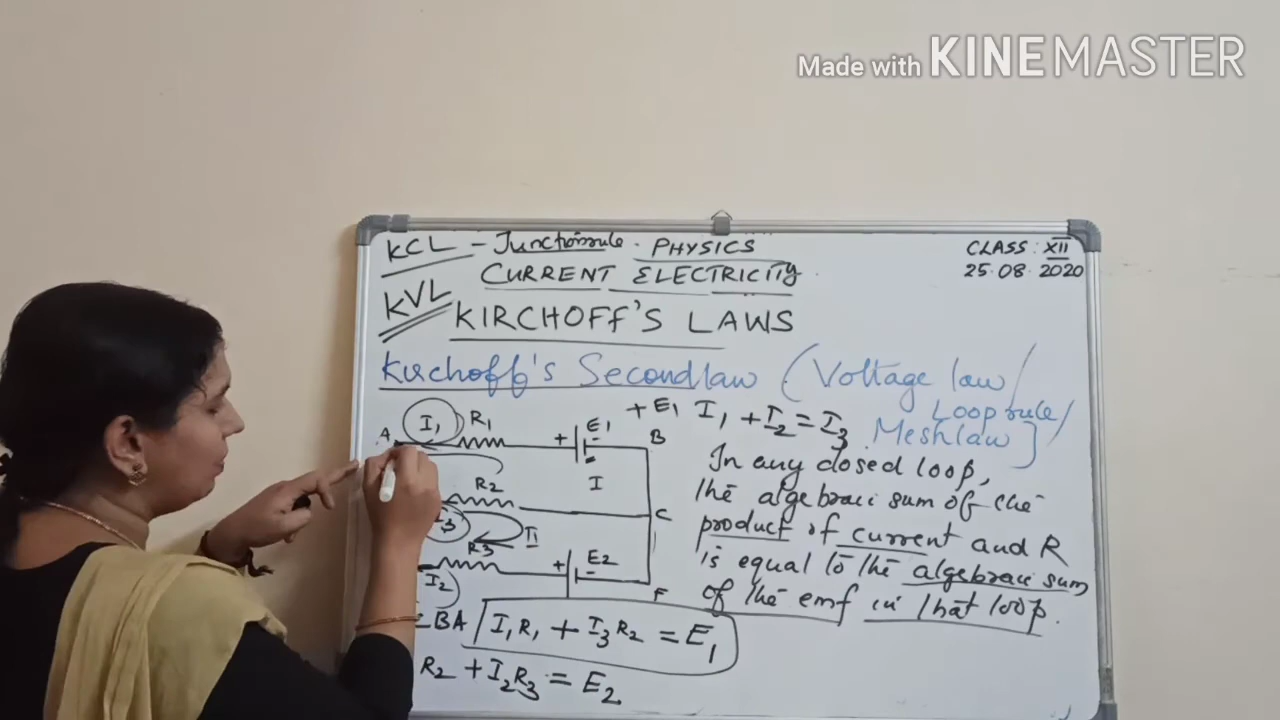 Made with KINEMASTER
KCL - Junction rule. PHYSICS
CLASS: XII
CURRENT ELECTRICITY
25.08.2020
KVL
KIRCHOFF'S LAWS
Kirchoff's Second law (Voltage law/
Loop rule/
Mesh law]
+E1 I1 + I2 = I3
A I1 R1 + E1 - B
I
R2 C
I3 II
R3
I2 + E2 - F
In any closed loop,
the algebraic sum of the
product of current and R
is equal to the algebraic sum
of the emf in that loop.
BA I1R1 + I3R2 = E1
R2 + I2R3 = E2